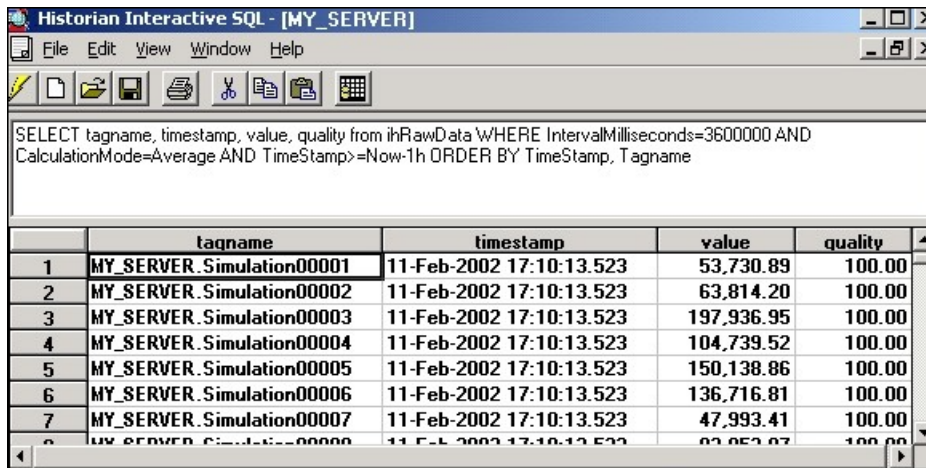 Historian Interactive SQL - [MY_SERVER]
File Edit View Window Help
SELECT tagname, timestamp, value, quality from ihRawData WHERE IntervalMilliseconds=3600000 AND
CalculationMode=Average AND TimeStamp>=Now-1h ORDER BY TimeStamp, Tagname
tagname timestamp value quality
1 MY_SERVER.Simulation00001 11-Feb-2002 17:10:13.523 53,730.89 100.00
2 MY_SERVER.Simulation00002 11-Feb-2002 17:10:13.523 63,814.20 100.00
3 MY_SERVER.Simulation00003 11-Feb-2002 17:10:13.523 197,936.95 100.00
4 MY_SERVER.Simulation00004 11-Feb-2002 17:10:13.523 104,739.52 100.00
5 MY_SERVER.Simulation00005 11-Feb-2002 17:10:13.523 150,138.86 100.00
6 MY_SERVER.Simulation00006 11-Feb-2002 17:10:13.523 136,716.81 100.00
7 MY_SERVER.Simulation00007 11-Feb-2002 17:10:13.523 47,993.41 100.00